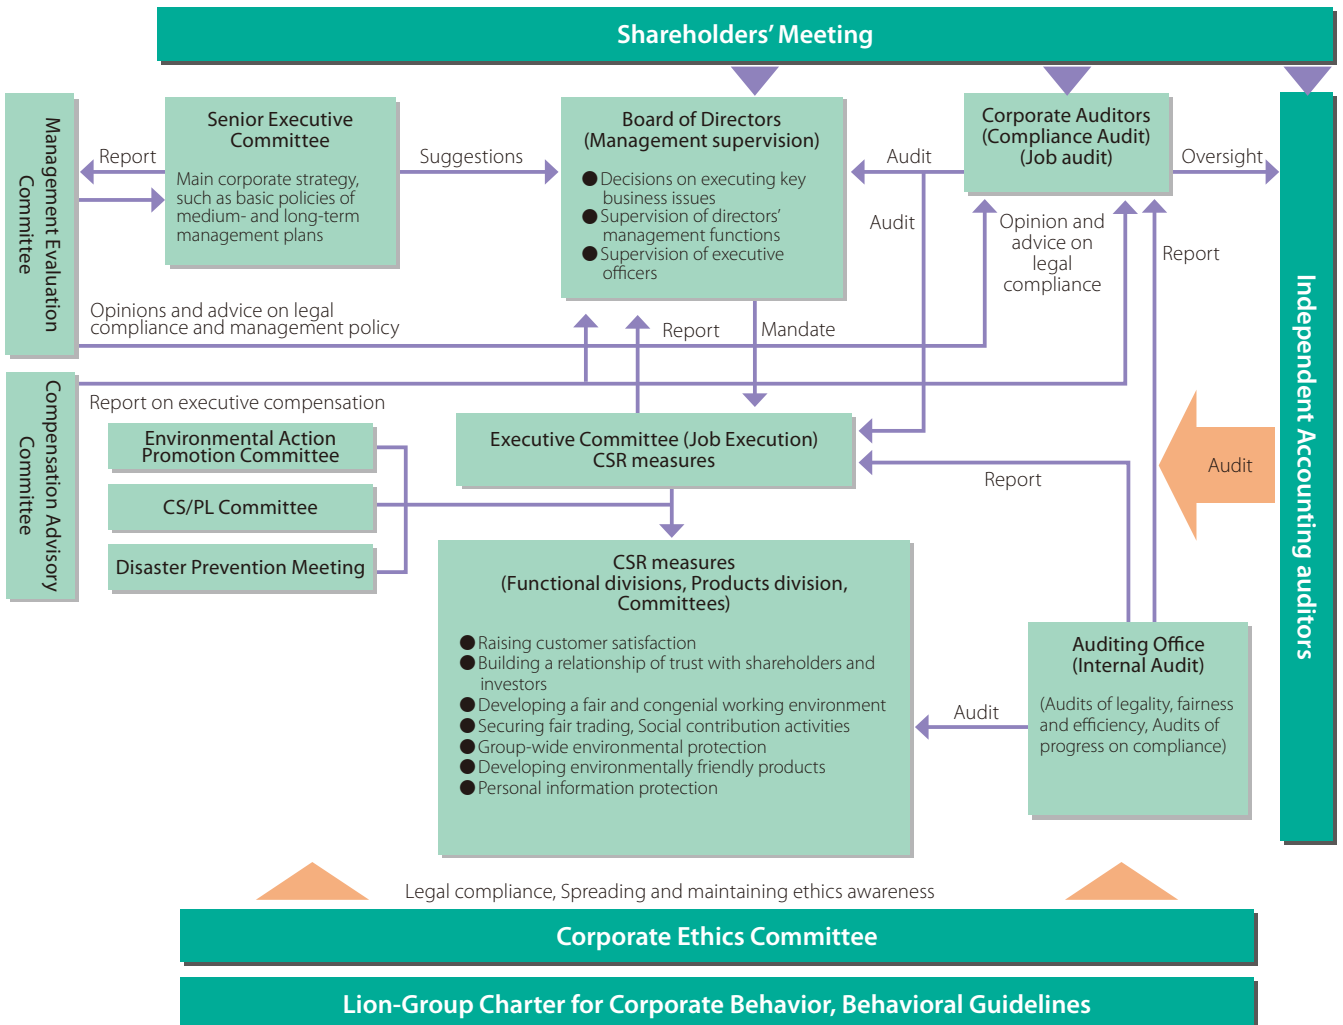 Shareholders' Meeting
Management Evaluation
Committee
Report
Senior Executive
Committee
Main corporate strategy,
such as basic policies of
medium- and long-term
management plans
Suggestions
Board of Directors
(Management supervision)
● Decisions on executing key
business issues
● Supervision of directors'
management functions
● Supervision of executive
officers
Audit
Audit
Corporate Auditors
(Compliance Audit)
(Job audit)
Oversight
Opinion and
advice on
legal
compliance
Report
Independent Accounting auditors
Opinions and advice on legal
compliance and management policy
Report
Mandate
Compensation Advisory
Committee
Report on executive compensation
Environmental Action
Promotion Committee
CS/PL Committee
Disaster Prevention Meeting
Executive Committee (Job Execution)
CSR measures
Report
Audit
CSR measures
(Functional divisions, Products division,
Committees)
● Raising customer satisfaction
● Building a relationship of trust with shareholders and
investors
● Developing a fair and congenial working environment
● Securing fair trading, Social contribution activities
● Group-wide environmental protection
● Developing environmentally friendly products
● Personal information protection
Audit
Auditing Office
(Internal Audit)
(Audits of legality, fairness
and efficiency, Audits of
progress on compliance)
Legal compliance, Spreading and maintaining ethics awareness
Corporate Ethics Committee
Lion-Group Charter for Corporate Behavior, Behavioral Guidelines